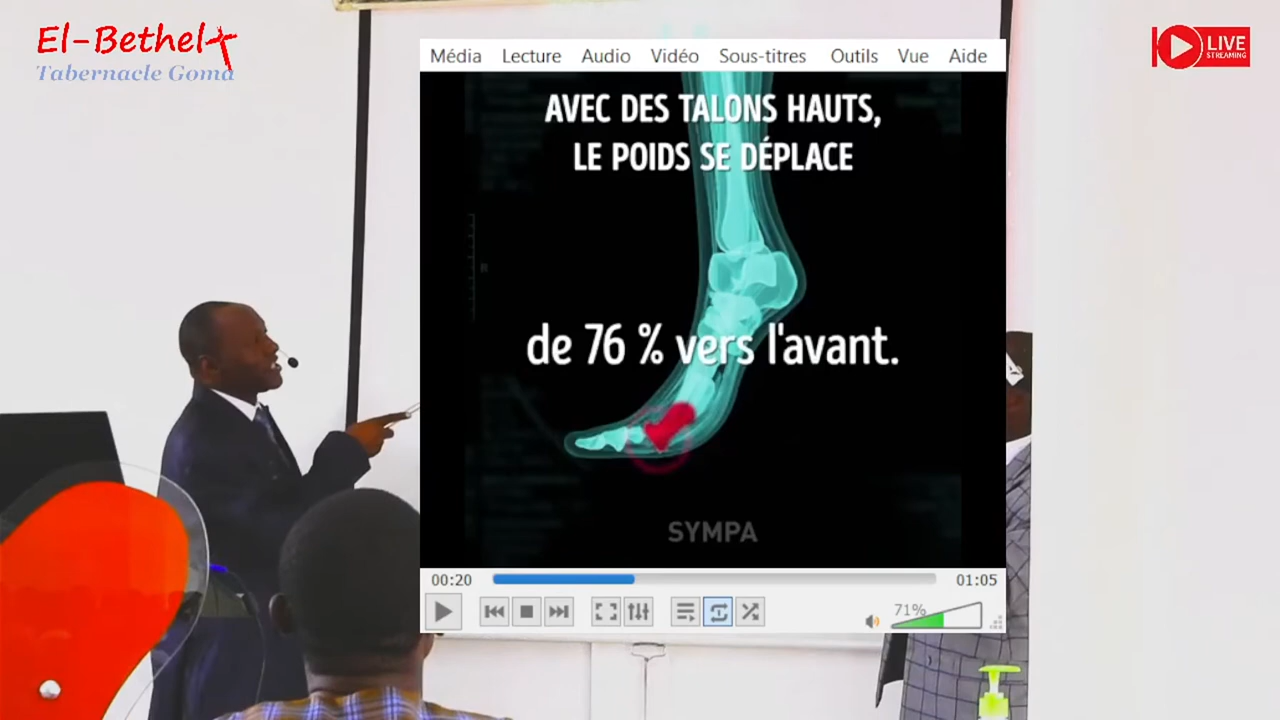 El-Bethel
Tabernacle Goma
LIVE
STREAMING
Média Lecture Audio Vidéo Sous-titres Outils Vue Aide
AVEC DES TALONS HAUTS,
LE POIDS SE DÉPLACE
de 76 % vers l'avant.
SYMPA
00:20 01:05
71%